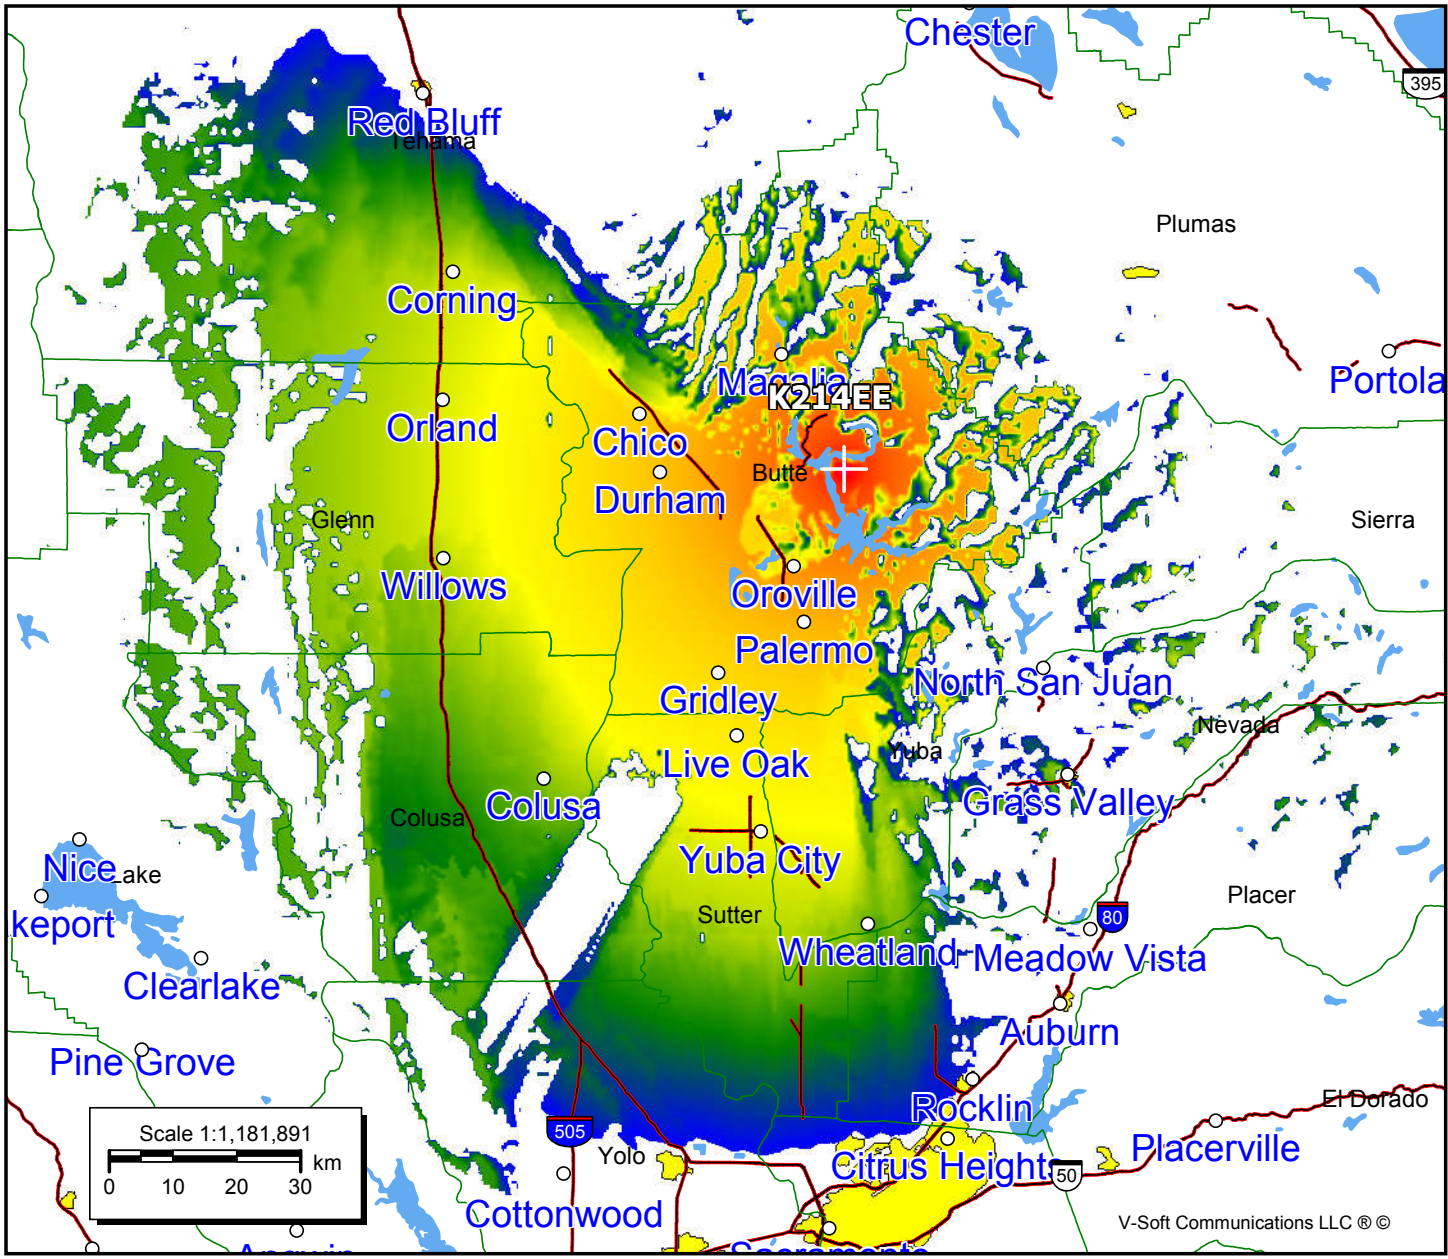 Chester
395
Red Bluff
Tehama
Plumas
Corning
Magalia
K214EE
Portola
Orland
Chico
Butte
Durham
Glenn
Sierra
Willows
Oroville
Palermo
North San Juan
Gridley
Nevada
Yuba
Live Oak
Colusa
Grass Valley
Colusa
Yuba City
Nice
Lake
Placer
keport
Sutter
80
Wheatland
Meadow Vista
Clearlake
Auburn
Pine Grove
Rocklin
El Dorado
Scale 1:1,181,891
km
0 10 20 30
505
Yolo
Citrus Heights
50
Placerville
Cottonwood
V-Soft Communications LLC ® ©
Angwin
Sacramento